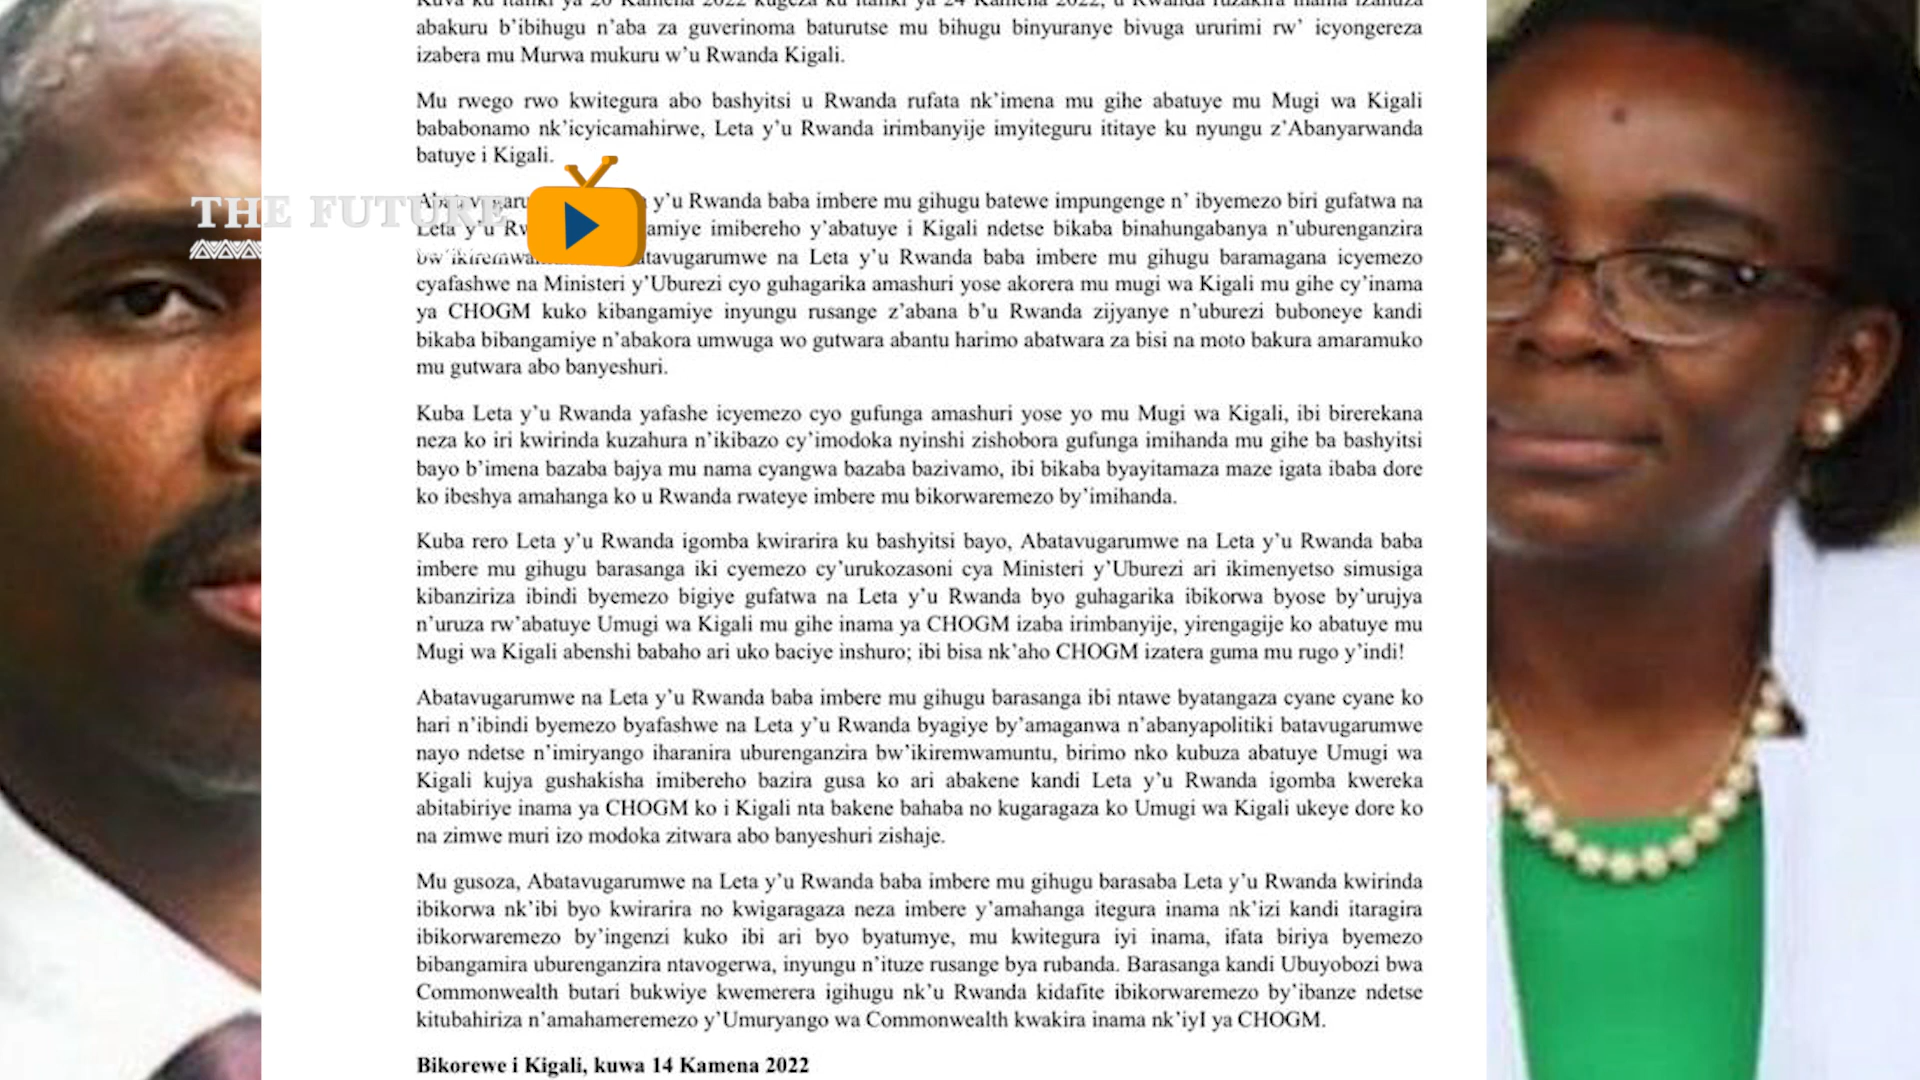 Kuva ku itariki ya 20 Kamena 2022 kugeza ku itariki ya 24 Kamena 2022, u Rwanda ruzakira inama izahuza
abakuru b’ibihugu n’aba za guverinoma baturutse mu bihugu binyuranye bivuga ururimi rw’ icyongereza
izabera mu Murwa mukuru w’u Rwanda Kigali.
Mu rwego rwo kwitegura abo bashyitsi u Rwanda rufata nk’imena mu gihe abatuye mu Mugi wa Kigali
bababonamo nk’icyicamahirwe, Leta y’u Rwanda irimbanyije imyiteguru ititaye ku nyungu z’Abanyarwanda
batuye i Kigali.
THE FUTURE
y’u Rwanda baba imbere mu gihugu batewe impungenge n’ ibyemezo biri gufatwa na
Leta y’u imibereho y’abatuye i Kigali ndetse bikaba binahungabanya n’uburenganzira
na Leta y’u Rwanda baba imbere mu gihugu baramagana icyemezo
cyafashwe na Ministeri y’Uburezi cyo guhagarika amashuri yose akorera mu mugi wa Kigali mu gihe cy’inama
ya CHOGM kuko kibangamiye inyungu rusange z’abana b’u Rwanda zijyanye n’uburezi buboneye kandi
bikaba bibangamiye n’abakora umwuga wo gutwara abantu harimo abatwara za bisi na moto bakura amaramuko
mu gutwara abo banyeshuri.
Kuba Leta y’u Rwanda yafashe icyemezo cyo gufunga amashuri yose yo mu Mugi wa Kigali, ibi birerekana
neza ko iri kwirinda kuzahura n’ikibazo cy’imodoka nyinshi zishobora gufunga imihanda mu gihe ba bashyitsi
bayo b’imena bazaba bajya mu nama cyangwa bazaba bazivamo, ibi bikaba byayitamaza maze igata ibaba dore
ko ibeshya amahanga ko u Rwanda rwateye imbere mu bikorwaremezo by’imihanda.
Kuba rero Leta y’u Rwanda igomba kwirarira ku bashyitsi bayo, Abatavugarumwe na Leta y’u Rwanda baba
imbere mu gihugu barasanga iki cyemezo cy’urukozasoni cya Ministeri y’Uburezi ari ikimenyetso simusiga
kibanziriza ibindi byemezo bigiye gufatwa na Leta y’u Rwanda byo guhagarika ibikorwa byose by’urujya
n’uruza rw’abatuye Umugi wa Kigali mu gihe inama ya CHOGM izaba irimbanyije, yirengagije ko abatuye mu
Mugi wa Kigali abenshi babaho ari uko baciye inshuro; ibi bisa nk’aho CHOGM izatera guma mu rugo y’indi!
Abatavugarumwe na Leta y’u Rwanda baba imbere mu gihugu barasanga ibi ntawe byatangaza cyane cyane ko
hari n’ibindi byemezo byafashwe na Leta y’u Rwanda byagiye by’amaganwa n’abanyapolitiki batavugarumwe
nayo ndetse n’imiryango iharanira uburenganzira bw’ikiremwamuntu, birimo nko kubuza abatuye Umugi wa
Kigali kujya gushakisha imibereho bazira gusa ko ari abakene kandi Leta y’u Rwanda igomba kwereka
abitabiriye inama ya CHOGM ko i Kigali nta bakene bahaba no kugaragaza ko Umugi wa Kigali ukeye dore ko
na zimwe muri izo modoka zitwara abo banyeshuri zishaje.
Mu gusoza, Abatavugarumwe na Leta y’u Rwanda baba imbere mu gihugu barasaba Leta y’u Rwanda kwirinda
ibikorwa nk’ibi byo kwirarira no kwigaragaza neza imbere y’amahanga itegura inama nk’izi kandi itaragira
ibikorwaremezo by’ingenzi kuko ibi ari byo byatumye, mu kwitegura iyi inama, ifata biriya byemezo
bibangamira uburenganzira ntavogerwa, inyungu n’ituze rusange bya rubanda. Barasanga kandi Ubuyobozi bwa
Commonwealth butari bukwiye kwemerera igihugu nk’u Rwanda kidafite ibikorwaremezo by’ibanze ndetse
kitubahiriza n’amahameremezo y’Umuryango wa Commonwealth kwakira inama nk’iyI ya CHOGM.
Bikorewe i Kigali, kuwa 14 Kamena 2022